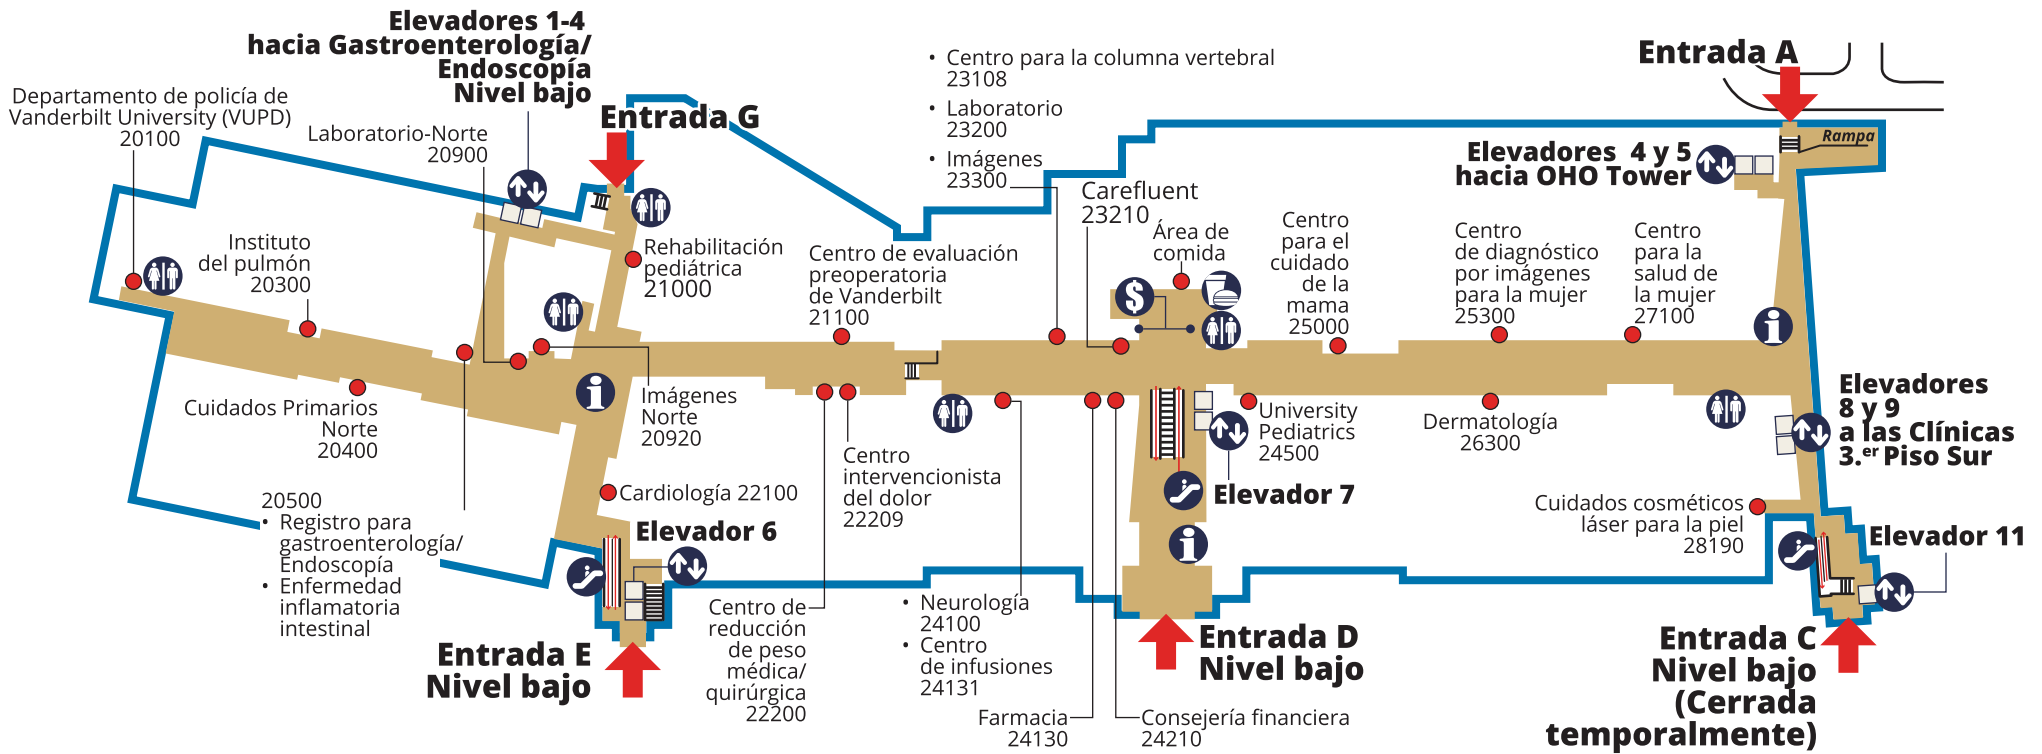 Elevadores 1-4
hacia Gastroenterología/
Endoscopía
Nivel bajo
Departamento de policía de
Vanderbilt University (VUPD)
20100
Laboratorio-Norte
20900
Entrada G
Instituto
del pulmón
20300
Rehabilitación
pediátrica
21000
Cuidados Primarios
Norte
20400
Imágenes
Norte
20920
20500
• Registro para
gastroenterología/
Endoscopía
• Enfermedad
inflamatoria
intestinal
Cardiología 22100
Elevador 6
Entrada E
Nivel bajo
Centro de evaluación
preoperatoria
de Vanderbilt
21100
Centro
intervencionista
del dolor
22209
Centro de
reducción
de peso
médica/
quirúrgica
22200
• Centro para la columna vertebral
23108
• Laboratorio
23200
• Imágenes
23300
Carefluent
23210
Área de
comida
$
• Neurología
24100
• Centro
de infusiones
24131
Farmacia
24130
Consejería financiera
24210
Elevador 7
Entrada D
Nivel bajo
University
Pediatrics
24500
Centro
para el
cuidado
de la
mama
25000
Centro
de diagnóstico
por imágenes
para la mujer
25300
Centro
para la
salud de
la mujer
27100
Dermatología
26300
Entrada A
Rampa
Elevadores 4 y 5
hacia OHO Tower
Elevadores
8 y 9
a las Clínicas
3.er Piso Sur
Cuidados cosméticos
láser para la piel
28190
Elevador 11
Entrada C
Nivel bajo
(Cerrada
temporalmente)